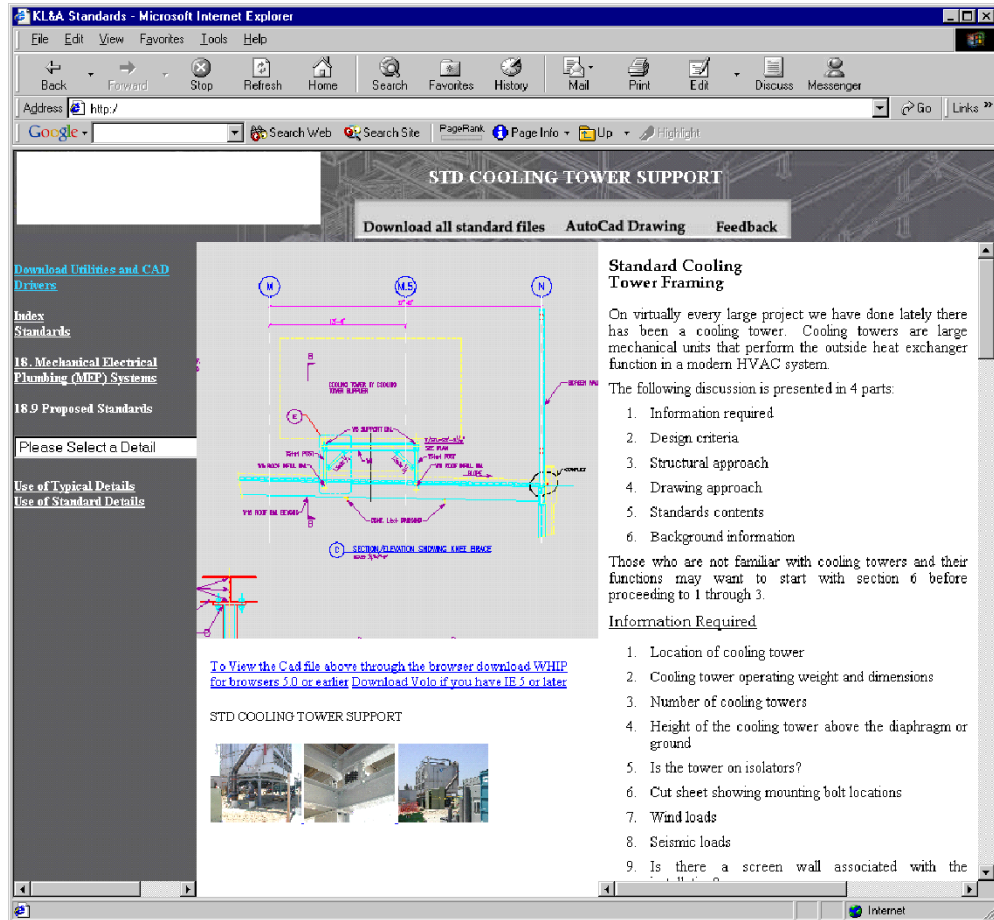 KL&A Standards - Microsoft Internet Explorer
File Edit View Favorites Tools Help
Back Forward Stop Refresh Home Search Favorites History Mail Print Edit Discuss Messenger
Address http:/ Go Links »
Google Search Web Search Site PageRank Page Info Up Highlight
STD COOLING TOWER SUPPORT
Download all standard files AutoCad Drawing Feedback
Download Utilities and CAD
Drivers
Index
Standards
18. Mechanical Electrical
Plumbing (MEP) Systems
18.9 Proposed Standards
Please Select a Detail
Use of Typical Details
Use of Standard Details
M M.5 N
B
COOLING TOWER BY COOLING
TOWER SUPPLIER
E
SEE PLAN
B
C SECTION/ELEVATION SHOWING KNEE BRACE
To View the Cad file above through the browser download WHIP
for browsers 5.0 or earlier Download Volo if you have IE 5 or later
STD COOLING TOWER SUPPORT
Standard Cooling
Tower Framing
On virtually every large project we have done lately there
has been a cooling tower. Cooling towers are large
mechanical units that perform the outside heat exchanger
function in a modern HVAC system.
The following discussion is presented in 4 parts:
1. Information required
2. Design criteria
3. Structural approach
4. Drawing approach
5. Standards contents
6. Background information
Those who are not familiar with cooling towers and their
functions may want to start with section 6 before
proceeding to 1 through 3.
Information Required
1. Location of cooling tower
2. Cooling tower operating weight and dimensions
3. Number of cooling towers
4. Height of the cooling tower above the diaphragm or
ground
5. Is the tower on isolators?
6. Cut sheet showing mounting bolt locations
7. Wind loads
8. Seismic loads
9. Is there a screen wall associated with the
Internet